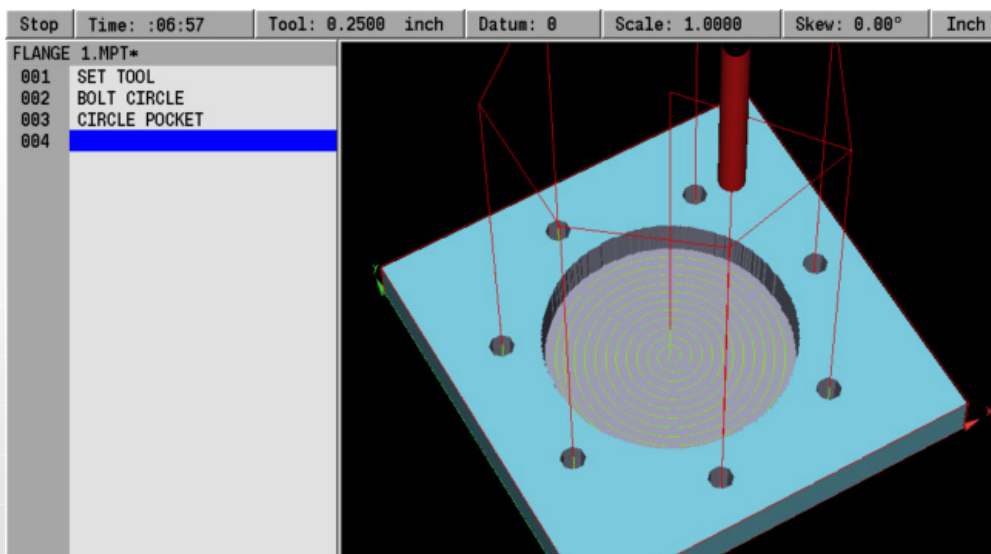 Stop Time: :06:57 Tool: 0.2500 inch Datum: 0 Scale: 1.0000 Skew: 0.00° Inch
FLANGE 1.MPT*
001 SET TOOL
002 BOLT CIRCLE
003 CIRCLE POCKET
004
Y
X